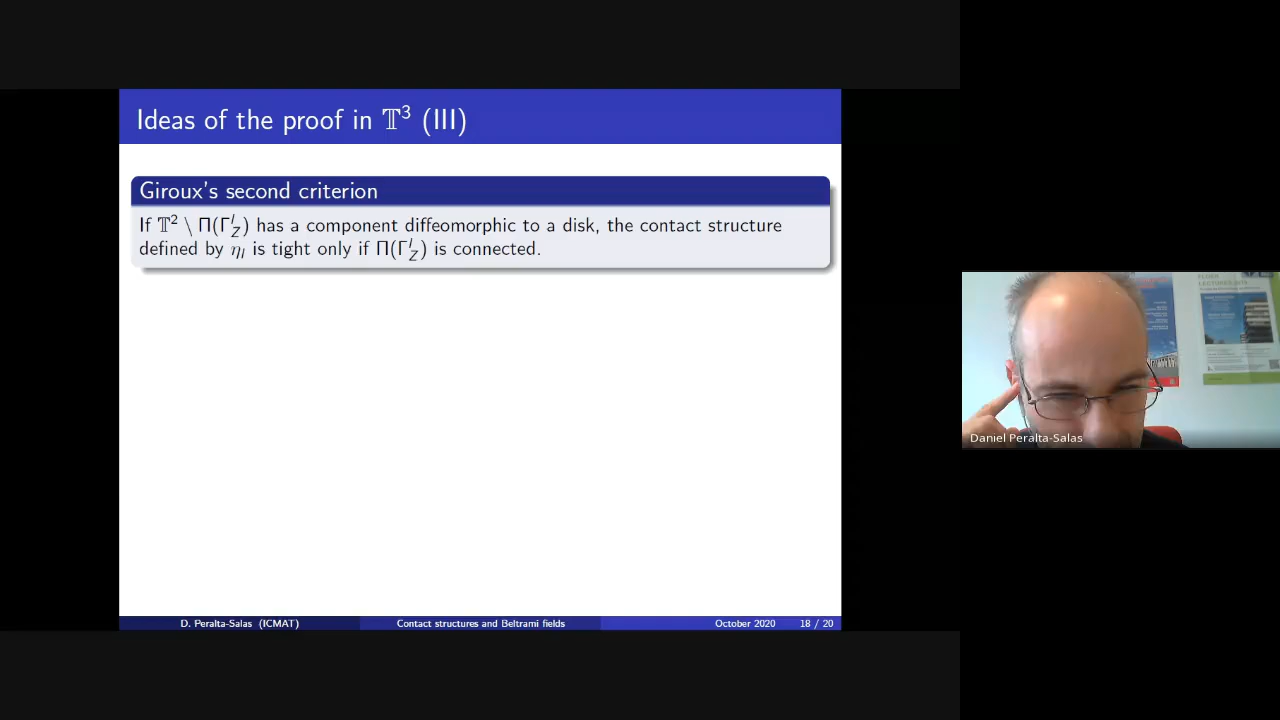 Ideas of the proof in 𝕋³ (III)
Giroux's second criterion
If 𝕋² \ Π(Γ_Z^l) has a component diffeomorphic to a disk, the contact structure
defined by η_l is tight only if Π(Γ_Z^l) is connected.
Daniel Peralta-Salas
D. Peralta-Salas (ICMAT) Contact structures and Beltrami fields October 2020 18 / 20